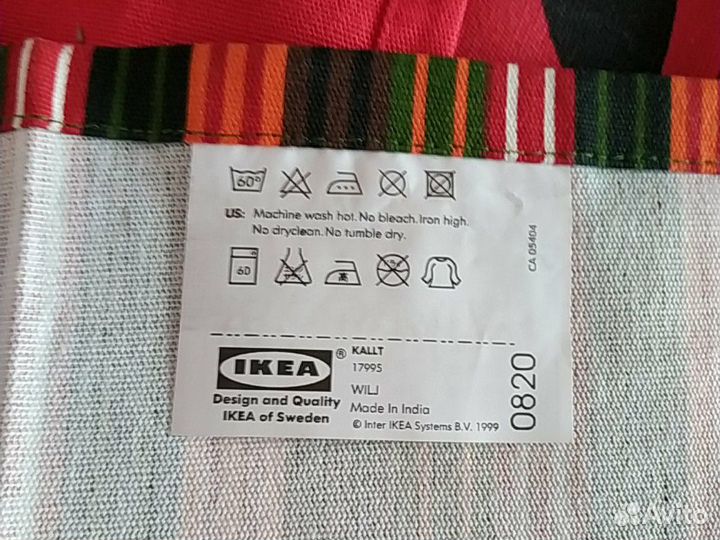 60°
US: Machine wash hot. No bleach. Iron high.
No dryclean. No tumble dry.
60
CA 05404
IKEA®
Design and Quality
IKEA of Sweden
KALLT
17995
WILJ
Made in India
© Inter IKEA Systems B.V. 1999
0820
Avito